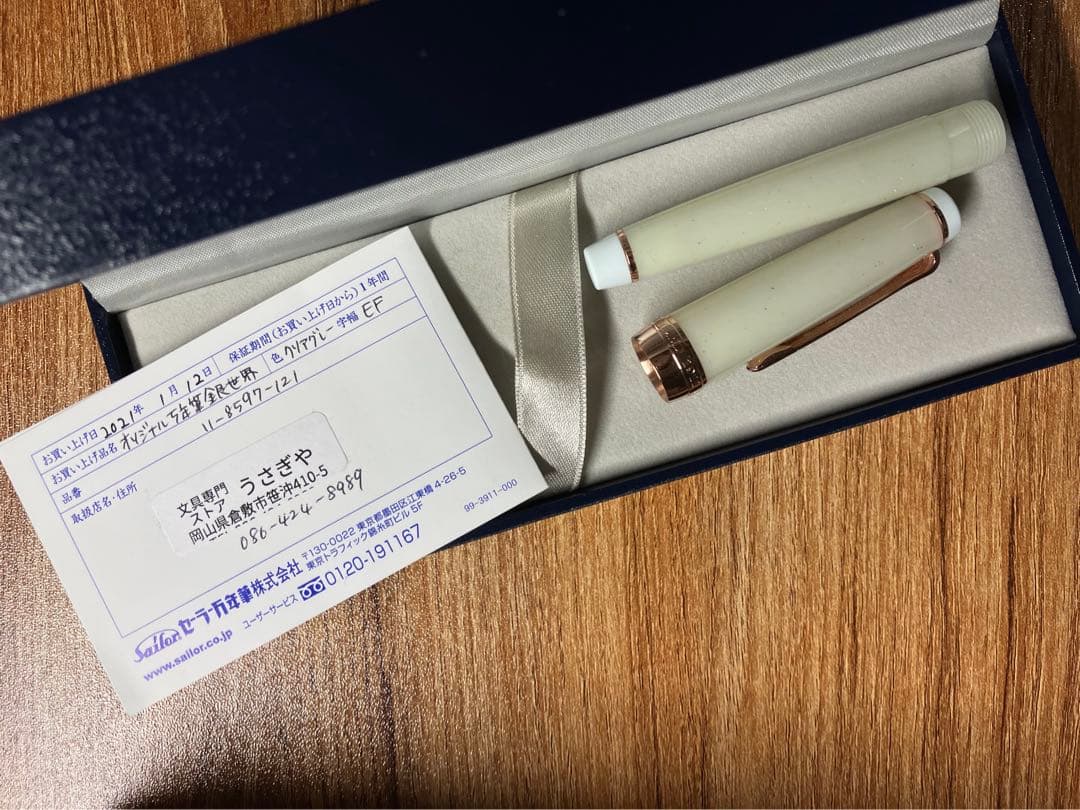 お買い上げ日 2021年 1月 12日 保証期間(お買い上げ日から)1年間
お買い上げ品名 オリジナル万年筆銀世界 色 クリアグレー 字幅 EF
品番 11-8597-121
取扱店名・住所
文具専門
ストア うさぎや
岡山県倉敷市笹沖410-5
086-424-8989
99-3911-000
Sailor セーラー万年筆株式会社 〒130-0022 東京都墨田区江東橋 4-26-5
東京トラフィック錦糸町ビル 5F
www.sailor.co.jp ユーザーサービス 0120-191167